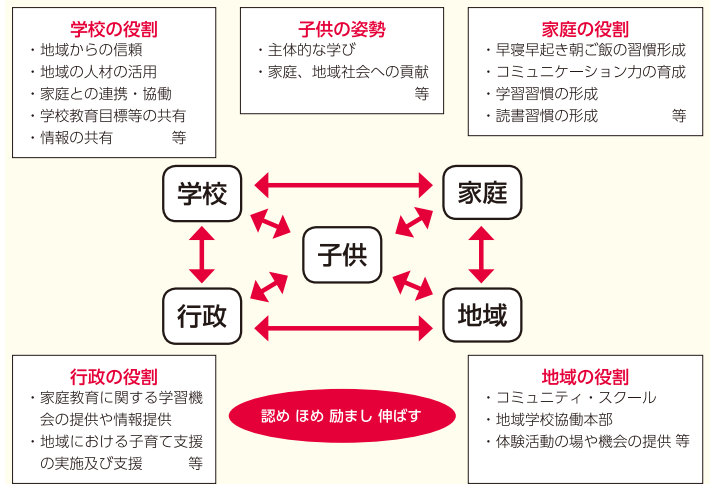 学校の役割
・地域からの信頼
・地域の人材の活用
・家庭との連携・協働
・学校教育目標等の共有
・情報の共有 等
子供の姿勢
・主体的な学び
・家庭、地域社会への貢献
等
家庭の役割
・早寝早起き朝ご飯の習慣形成
・コミュニケーション力の育成
・学習習慣の形成
・読書習慣の形成 等
学校
家庭
子供
行政
地域
行政の役割
・家庭教育に関する学習機
会の提供や情報提供
・地域における子育て支援
の実施及び支援 等
認め ほめ 励まし 伸ばす
地域の役割
・コミュニティ・スクール
・地域学校協働本部
・体験活動の場や機会の提供 等